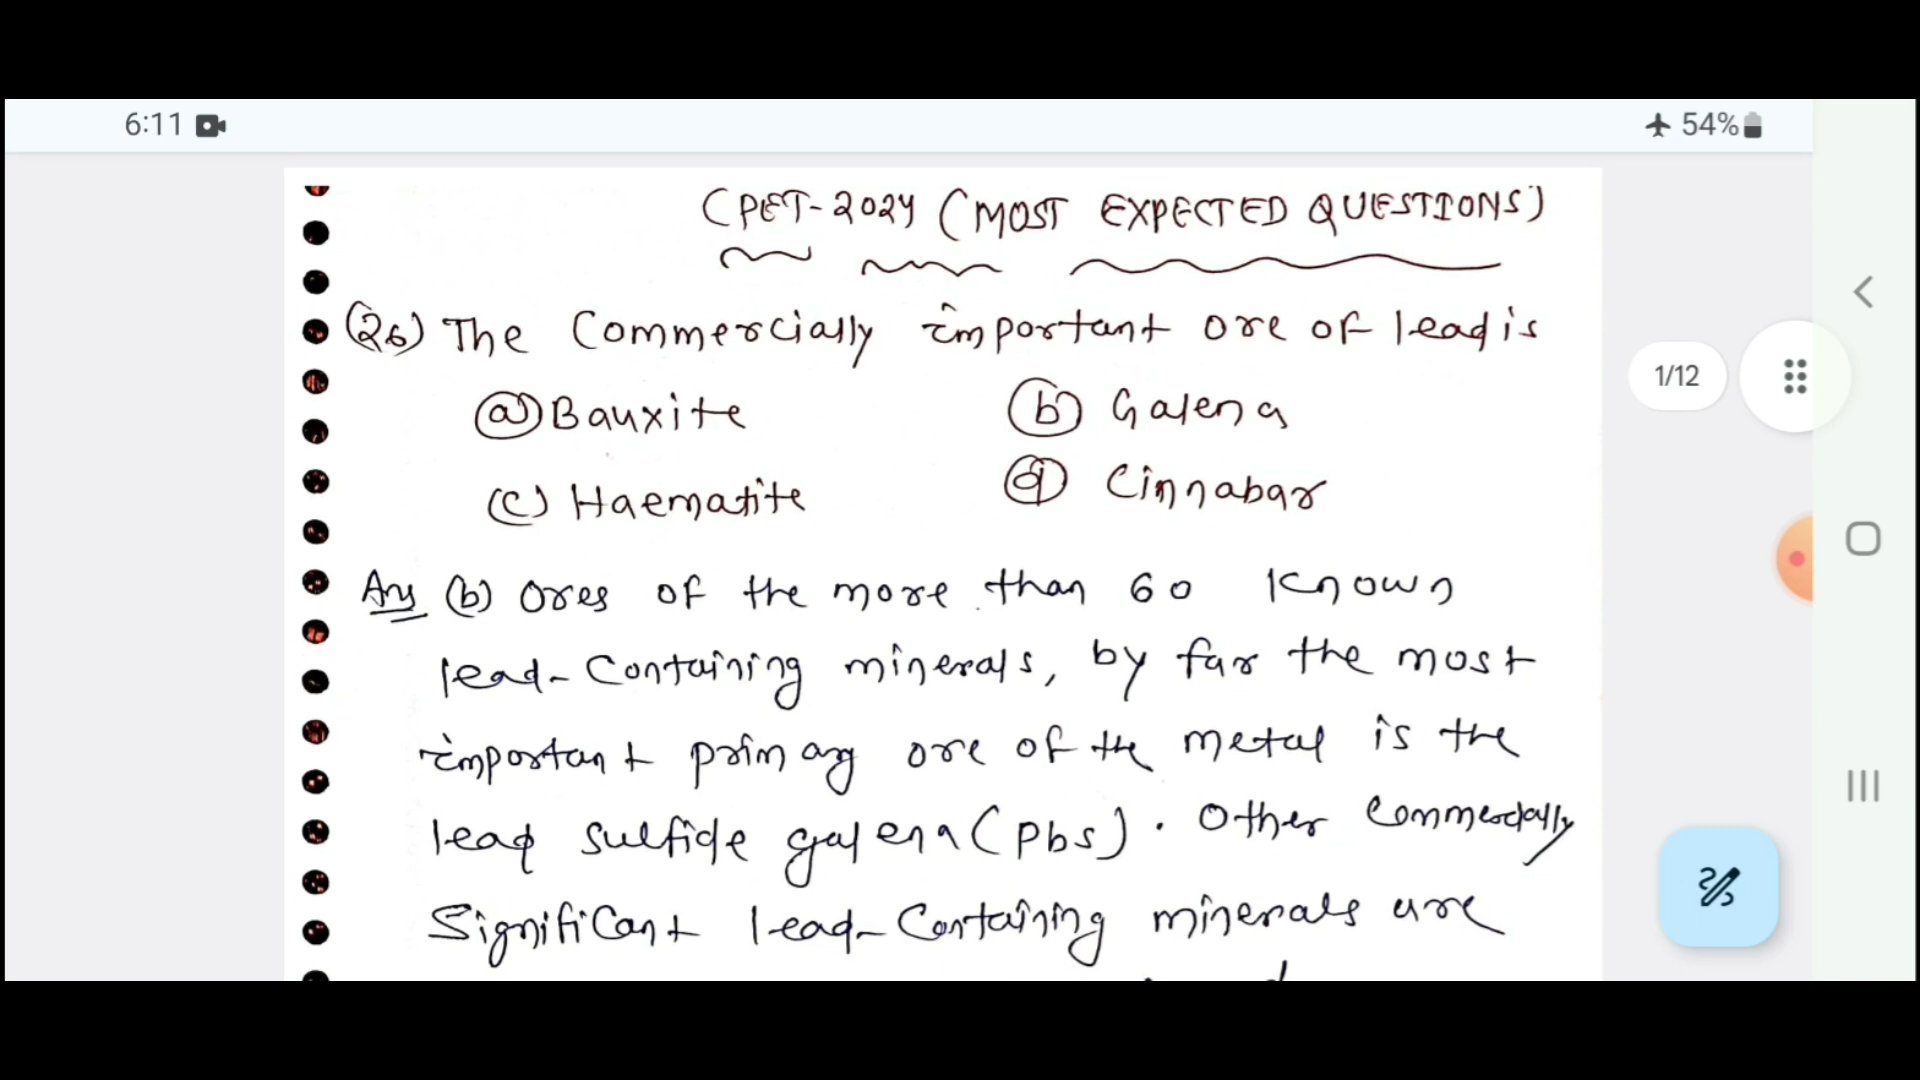 6:11
54%
CPET-2024 (MOST EXPECTED QUESTIONS)
(26) The Commercially important ore of lead is
(a) Bauxite (b) Galena
(c) Haematite (d) Cinnabar
Ans (b) Ores of the more than 60 known
lead-Containing minerals, by far the most
important primary ore of the metal is the
lead sulfide galena (Pbs). Other Commercially
Significant lead-Containing minerals are
1/12